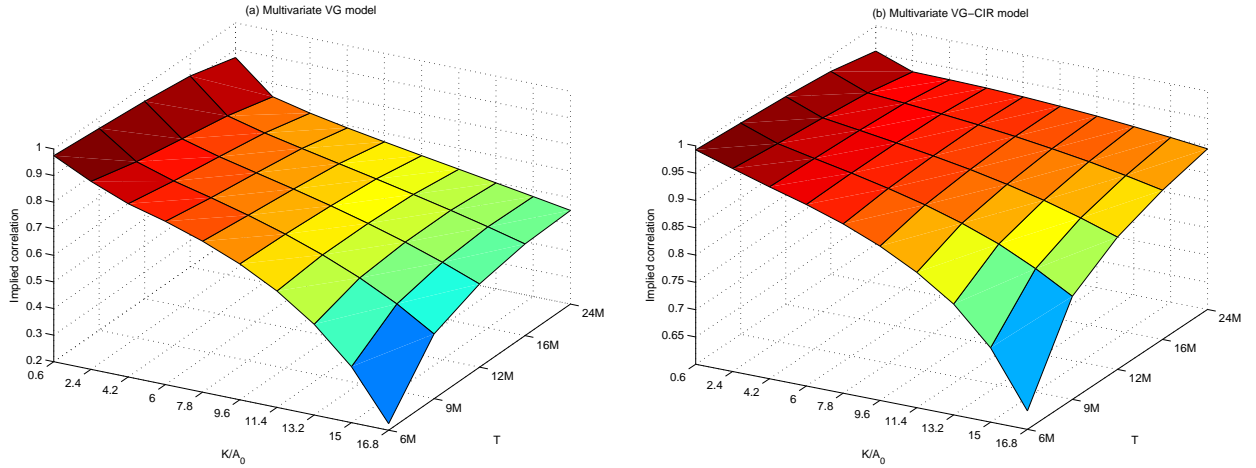 (a) Multivariate VG model
Implied correlation
1
0.9
0.8
0.7
0.6
0.5
0.4
0.3
0.2
0.6
2.4
4.2
6
7.8
9.6
11.4
13.2
15
16.8
K/A0
6M
9M
12M
16M
24M
T
(b) Multivariate VG−CIR model
Implied correlation
1
0.95
0.9
0.85
0.8
0.75
0.7
0.65
0.6
2.4
4.2
6
7.8
9.6
11.4
13.2
15
16.8
K/A0
6M
9M
12M
16M
24M
T